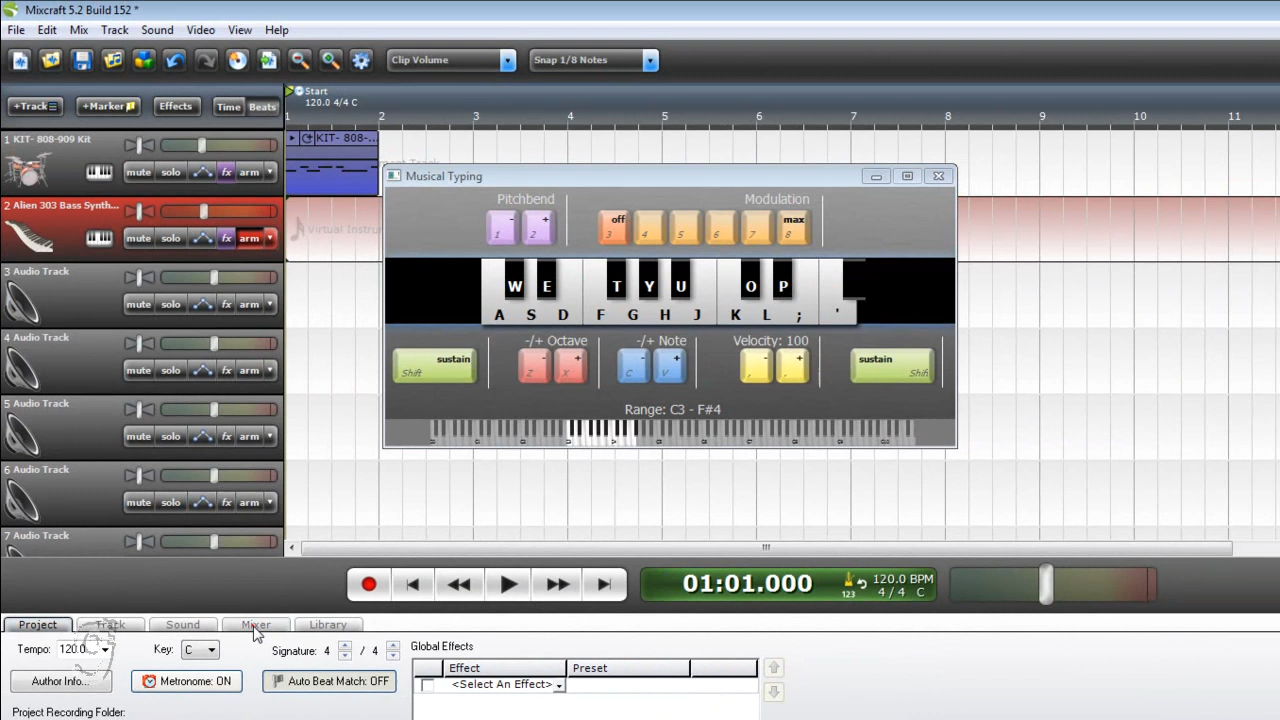 Mixcraft 5.2 Build 152 *
File Edit Mix Track Sound Video View Help
Clip Volume Snap 1/8 Notes
Start
120.0 4/4 C
+Track +Marker Effects Time Beats
1 2 3 4 5 6 7 8 9 10 11
1 KIT- 808-909 Kit
mute solo fx arm
KIT- 808-...
2 Alien 303 Bass Synth...
mute solo fx arm
Virtual Instru
3 Audio Track
mute solo fx arm
4 Audio Track
mute solo fx arm
5 Audio Track
mute solo fx arm
6 Audio Track
mute solo fx arm
7 Audio Track
Musical Typing
Pitchbend Modulation
- + off max
1 2 3 4 5 6 7 8
W E T Y U O P
A S D F G H J K L ; '
-/+ Octave -/+ Note Velocity: 100
sustain - + - + - + sustain
Shift Z X C V , . Shift
Range: C3 - F#4
01:01.000 123 120.0 BPM
4 / 4 C
Project Track Sound Mixer Library
Tempo: 120.0 Key: C Signature: 4 / 4 Global Effects
Effect Preset
<Select An Effect>
Author Info... Metronome: ON Auto Beat Match: OFF
Project Recording Folder: